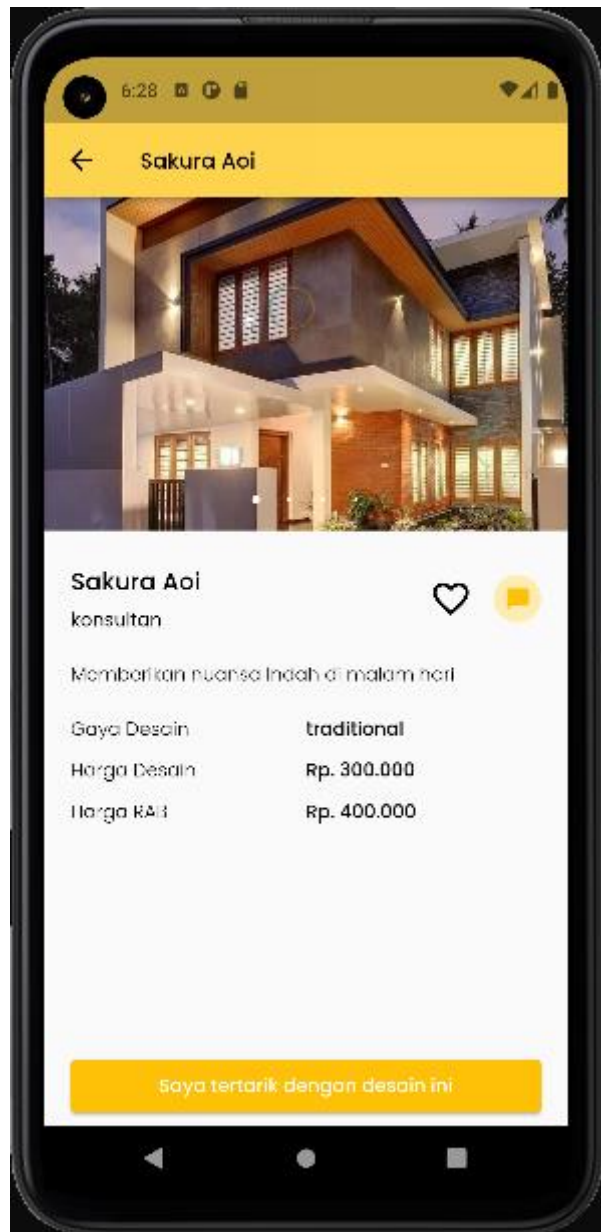 6:28
Sakura Aoi
Sakura Aoi
konsultan
Memberikan nuansa Indah di malam hari
Gaya Desain traditional
Harga Desain Rp. 300.000
Harga RAB Rp. 400.000
Saya tertarik dengan desain ini